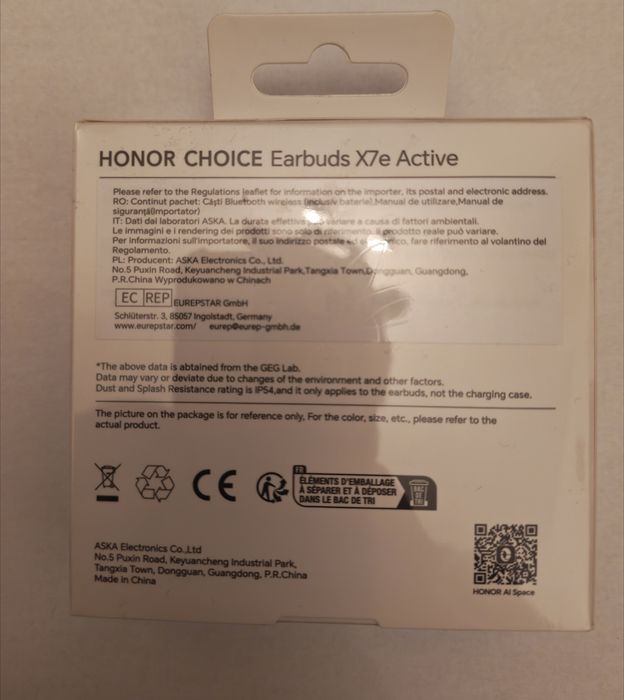 HONOR CHOICE Earbuds X7e Active
Please refer to the Regulations leaflet for information on the importer, its postal and electronic address.
RO: Continut pachet: Căști Bluetooth wireless (inclusiv baterie),Manual de utilizare,Manual de
siguranță(Importator)
IT: Dati dai laboratori ASKA. La durata effettiva può variare a causa di fattori ambientali.
Le immagini e i rendering dei prodotti sono solo di riferimento, il prodotto reale può variare.
Per informazioni sull'importatore, il suo indirizzo postale ed elettronico, fare riferimento al volantino del
Regolamento.
PL: Producent: ASKA Electronics Co., Ltd.
No.5 Puxin Road, Keyuancheng Industrial Park,Tangxia Town,Dongguan, Guangdong,
P.R.China Wyprodukowano w Chinach
EC REP EUREPSTAR GmbH
Schlüterstr. 3, 85057 Ingolstadt, Germany
www.eurepstar.com/ eurep@eurep-gmbh.de
*The above data is abtained from the GEG Lab.
Data may vary or deviate due to changes of the environment and other factors.
Dust and Splash Resistance rating is IP54,and it only applies to the earbuds, not the charging case.
The picture on the package is for reference only. For the color, size, etc., please refer to the
actual product.
CE
FR
ÉLÉMENTS D'EMBALLAGE
À SÉPARER ET À DÉPOSER
DANS LE BAC DE TRI
BAC
DE
TRI
ASKA Electronics Co.,Ltd
No.5 Puxin Road, Keyuancheng Industrial Park,
Tangxia Town, Dongguan, Guangdong, P.R.China
Made in China
HONOR AI Space